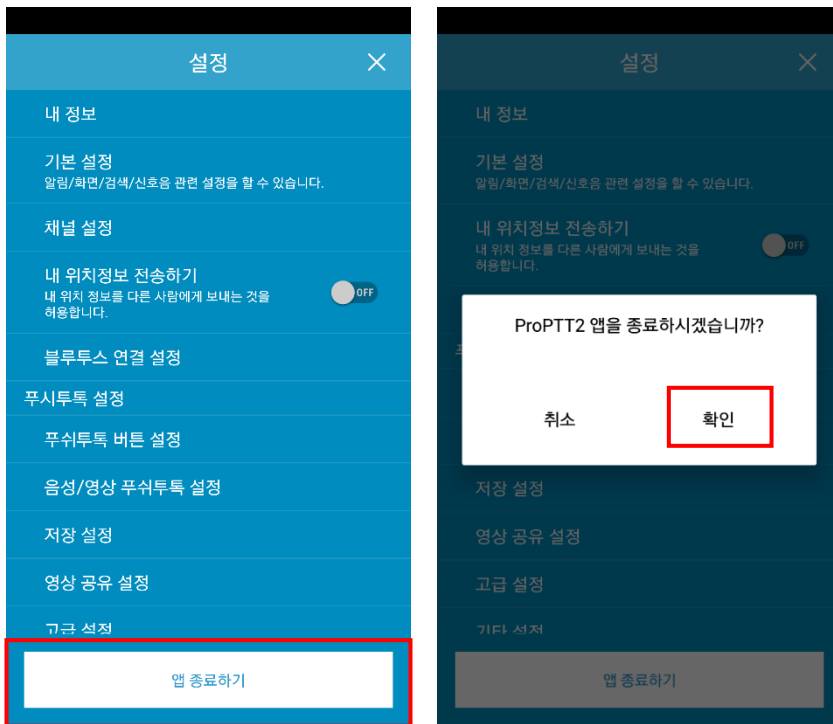 설정
내 정보
기본 설정
알림/화면/검색/신호음 관련 설정을 할 수 있습니다.
채널 설정
내 위치정보 전송하기
내 위치 정보를 다른 사람에게 보내는 것을
허용합니다.
OFF
블루투스 연결 설정
푸시투톡 설정
푸쉬투톡 버튼 설정
음성/영상 푸쉬투톡 설정
저장 설정
영상 공유 설정
고급 설정
앱 종료하기
설정
내 정보
기본 설정
알림/화면/검색/신호음 관련 설정을 할 수 있습니다.
내 위치정보 전송하기
내 위치 정보를 다른 사람에게 보내는 것을
허용합니다.
OFF
ProPTT2 앱을 종료하시겠습니까?
취소
확인
저장 설정
영상 공유 설정
고급 설정
기타 설정
앱 종료하기